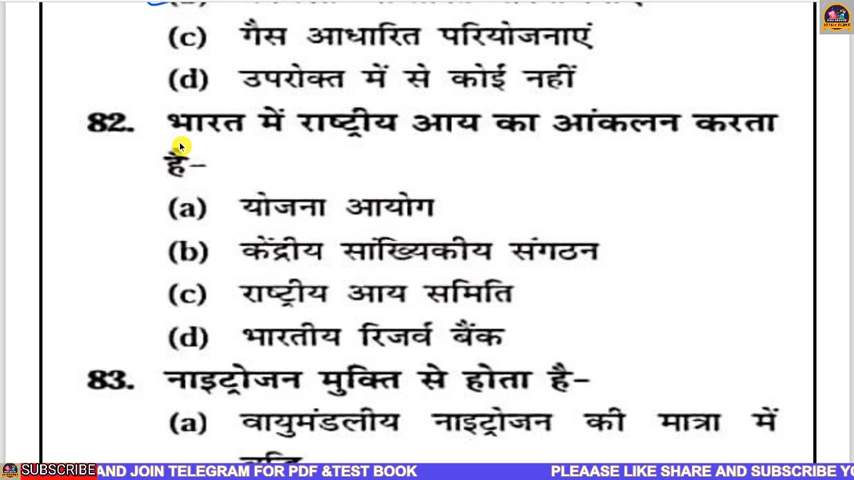 (c) गैस आधारित परियोजनाएं
(d) उपरोक्त में से कोई नहीं
82. भारत में राष्ट्रीय आय का आंकलन करता
है–
(a) योजना आयोग
(b) केंद्रीय सांख्यिकीय संगठन
(c) राष्ट्रीय आय समिति
(d) भारतीय रिजर्व बैंक
83. नाइट्रोजन मुक्ति से होता है–
(a) वायुमंडलीय नाइट्रोजन की मात्रा में
SUBSCRIBE AND JOIN TELEGRAM FOR PDF &TEST BOOK PLEAASE LIKE SHARE AND SUBSCRIBE